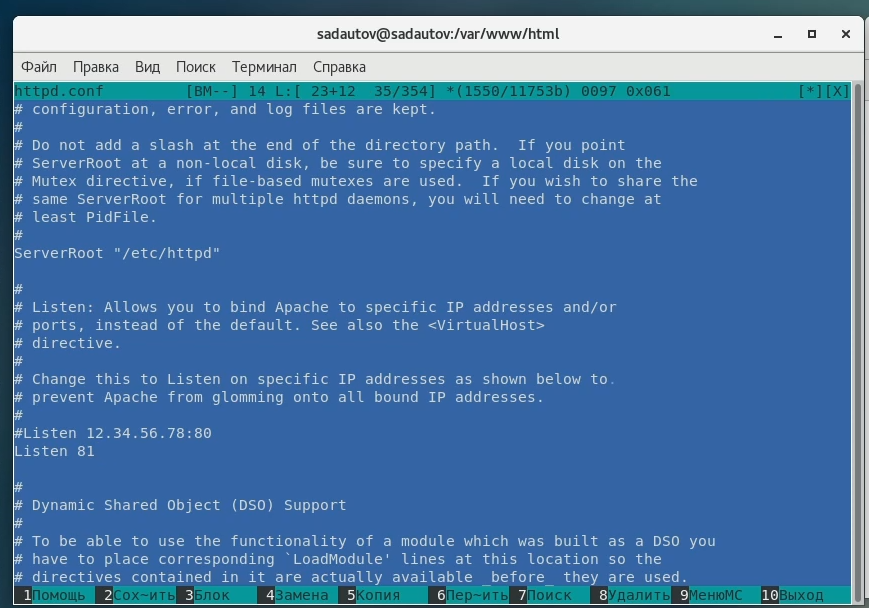 sadautov@sadautov:/var/www/html
Файл Правка Вид Поиск Терминал Справка
httpd.conf [BM--] 14 L:[ 23+12 35/354] *(1550/11753b) 0097 0x061 [*][X]
# configuration, error, and log files are kept.
#
# Do not add a slash at the end of the directory path.  If you point
# ServerRoot at a non-local disk, be sure to specify a local disk on the
# Mutex directive, if file-based mutexes are used.  If you wish to share the
# same ServerRoot for multiple httpd daemons, you will need to change at
# least PidFile.
#
ServerRoot "/etc/httpd"
#
# Listen: Allows you to bind Apache to specific IP addresses and/or
# ports, instead of the default. See also the <VirtualHost>
# directive.
#
# Change this to Listen on specific IP addresses as shown below to.
# prevent Apache from glomming onto all bound IP addresses.
#
#Listen 12.34.56.78:80
Listen 81
#
# Dynamic Shared Object (DSO) Support
#
# To be able to use the functionality of a module which was built as a DSO you
# have to place corresponding `LoadModule' lines at this location so the
# directives contained in it are actually available _before_ they are used.
1Помощь 2Сох~ить 3Блок 4Замена 5Копия 6Пер~ить 7Поиск 8Удалить 9МенюМС 10Выход